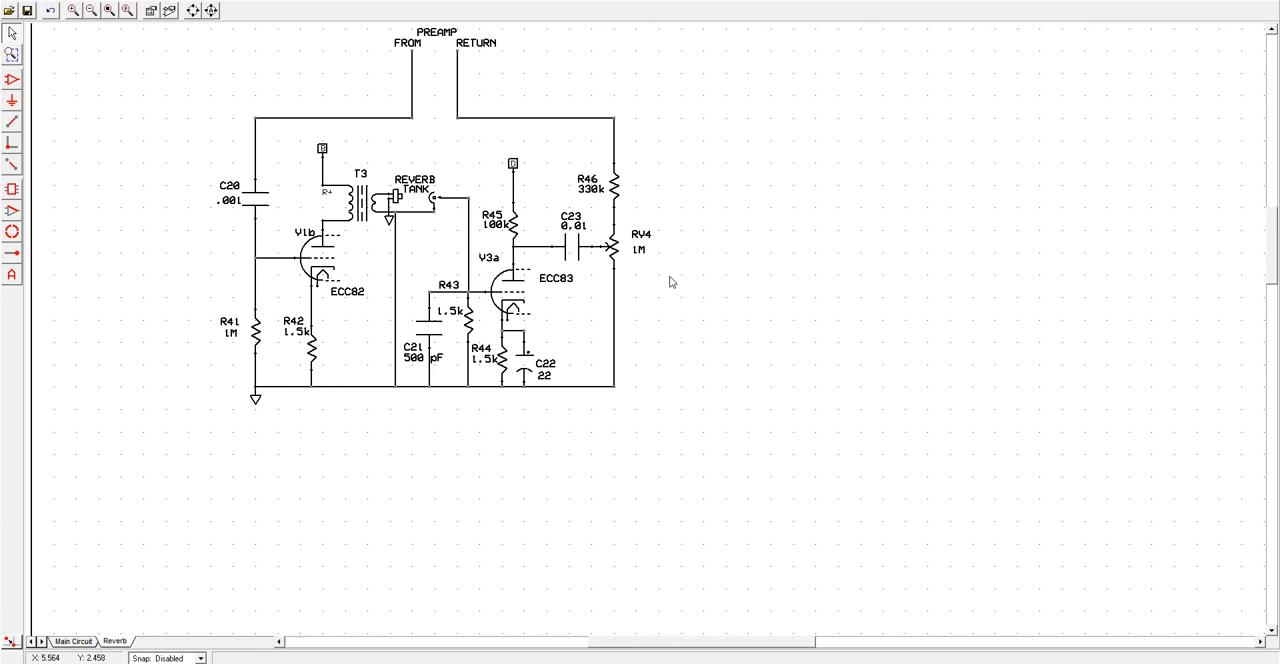 PREAMP
FROM RETURN
B
D
T3
R+
REVERB
TANK
C20
.001
R46
330k
R45
100k
C23
0.01
RV4
1M
V1b
V3a
ECC82
ECC83
R43
1.5k
R41
1M
R42
1.5k
C21
500 pF
R44
1.5k
C22
22
Main Circuit Reverb
X: 5.564 Y: 2.458 Snap: Disabled